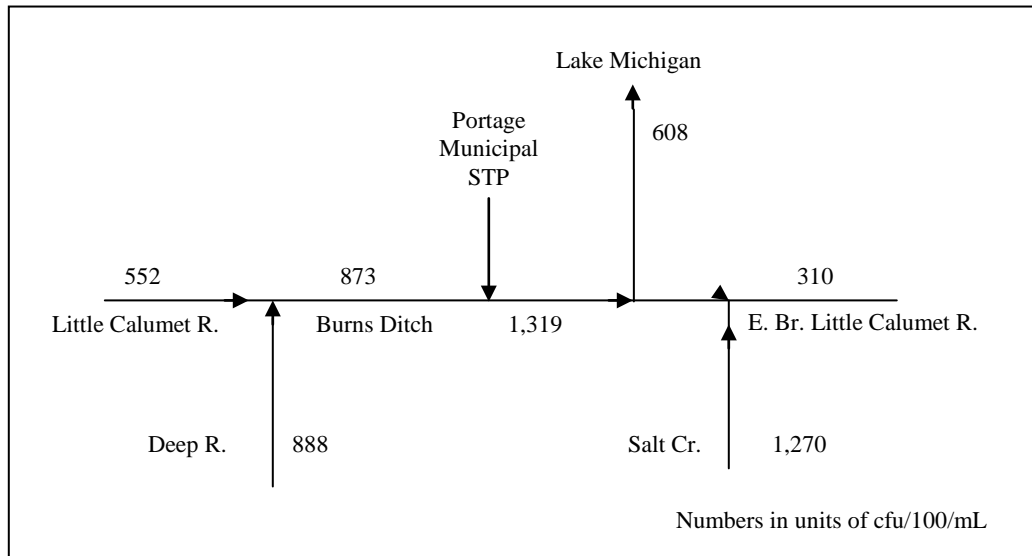 Lake Michigan
608
Portage
Municipal
STP
552
873
310
Little Calumet R.
Burns Ditch
1,319
E. Br. Little Calumet R.
Deep R.
888
Salt Cr.
1,270
Numbers in units of cfu/100/mL